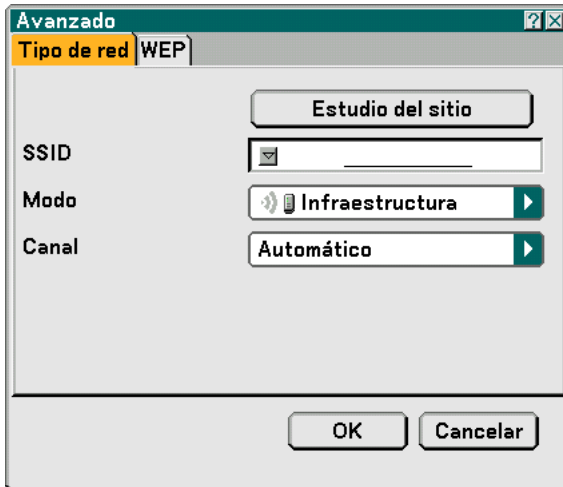 Avanzado
Tipo de red WEP
Estudio del sitio
SSID
Modo Infraestructura
Canal Automático
OK Cancelar